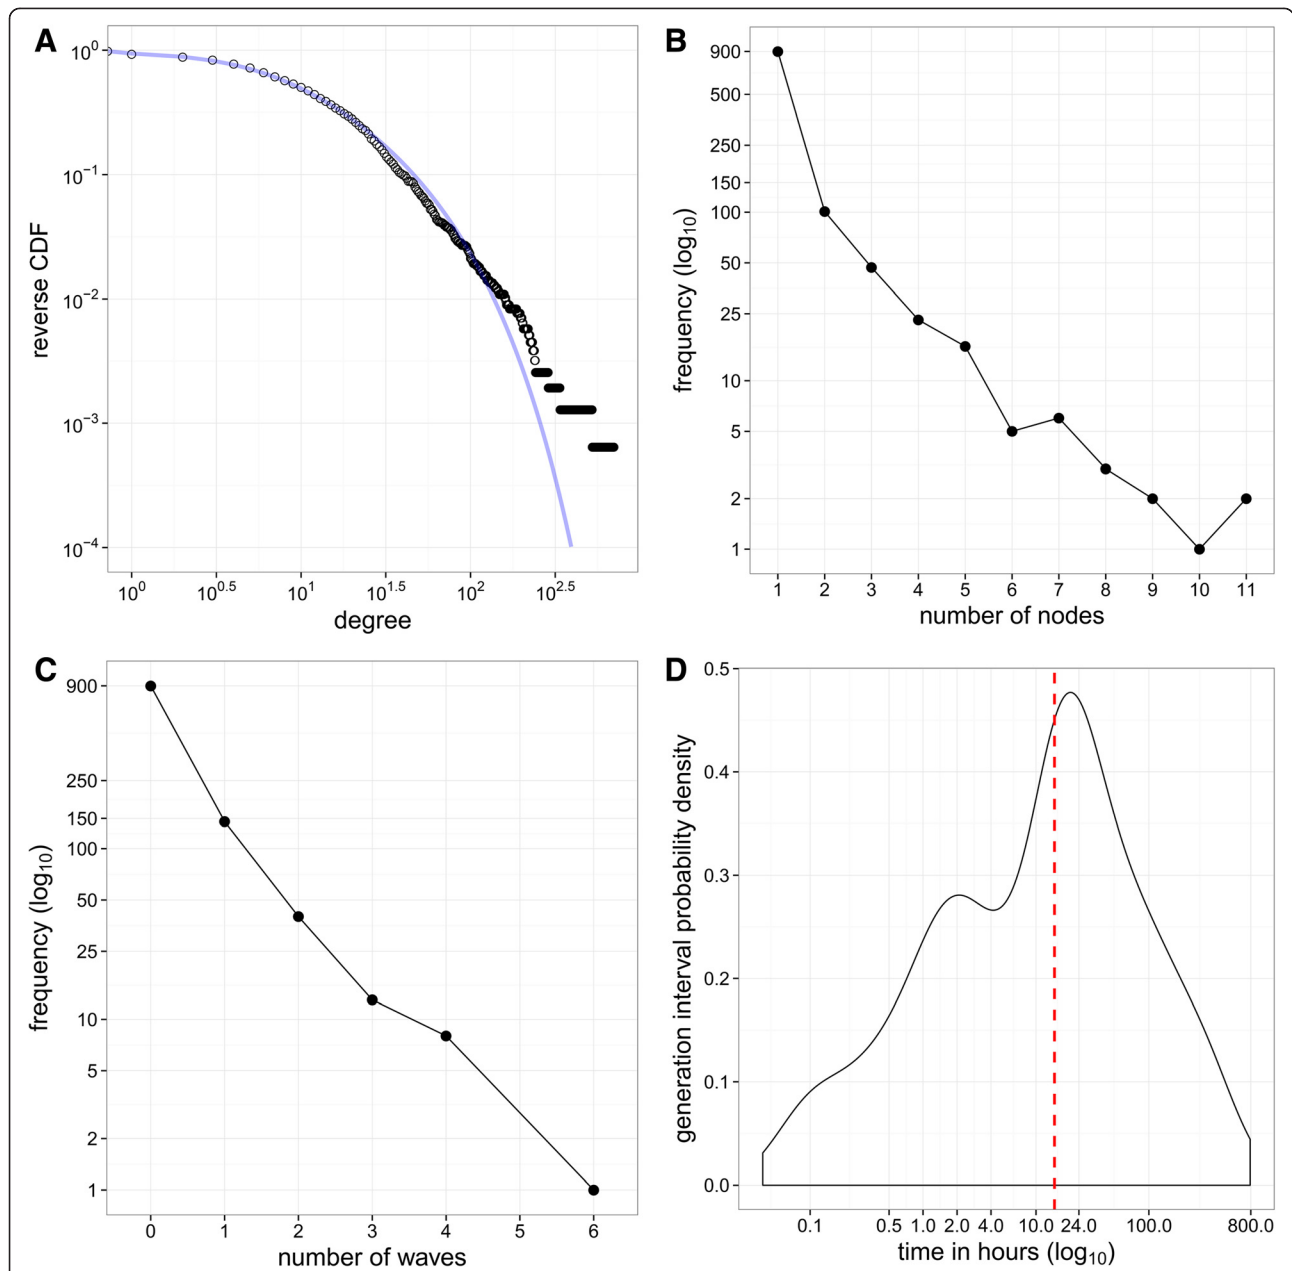 A
10^0
10^−1
10^−2
10^−3
10^−4
reverse CDF
10^0 10^0.5 10^1 10^1.5 10^2 10^2.5
degree
B
900
500
250
150
100
50
25
10
5
2
1
frequency (log₁₀)
1 2 3 4 5 6 7 8 9 10 11
number of nodes
C
900
250
150
100
50
25
10
5
2
1
frequency (log₁₀)
0 1 2 3 4 5 6
number of waves
D
0.5
0.4
0.3
0.2
0.1
0.0
generation interval probability density
0.1 0.5 1.0 2.0 4.0 10.0 24.0 100.0 800.0
time in hours (log₁₀)